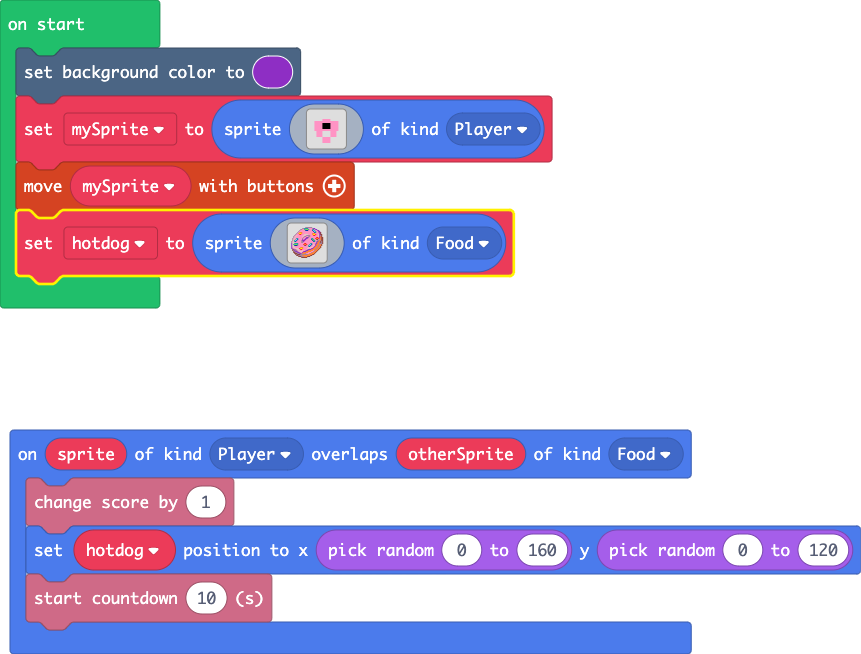 on start
set background color to
set mySprite to sprite of kind Player
move mySprite with buttons
set hotdog to sprite of kind Food
on sprite of kind Player overlaps otherSprite of kind Food
change score by 1
set hotdog position to x pick random 0 to 160 y pick random 0 to 120
start countdown 10 (s)